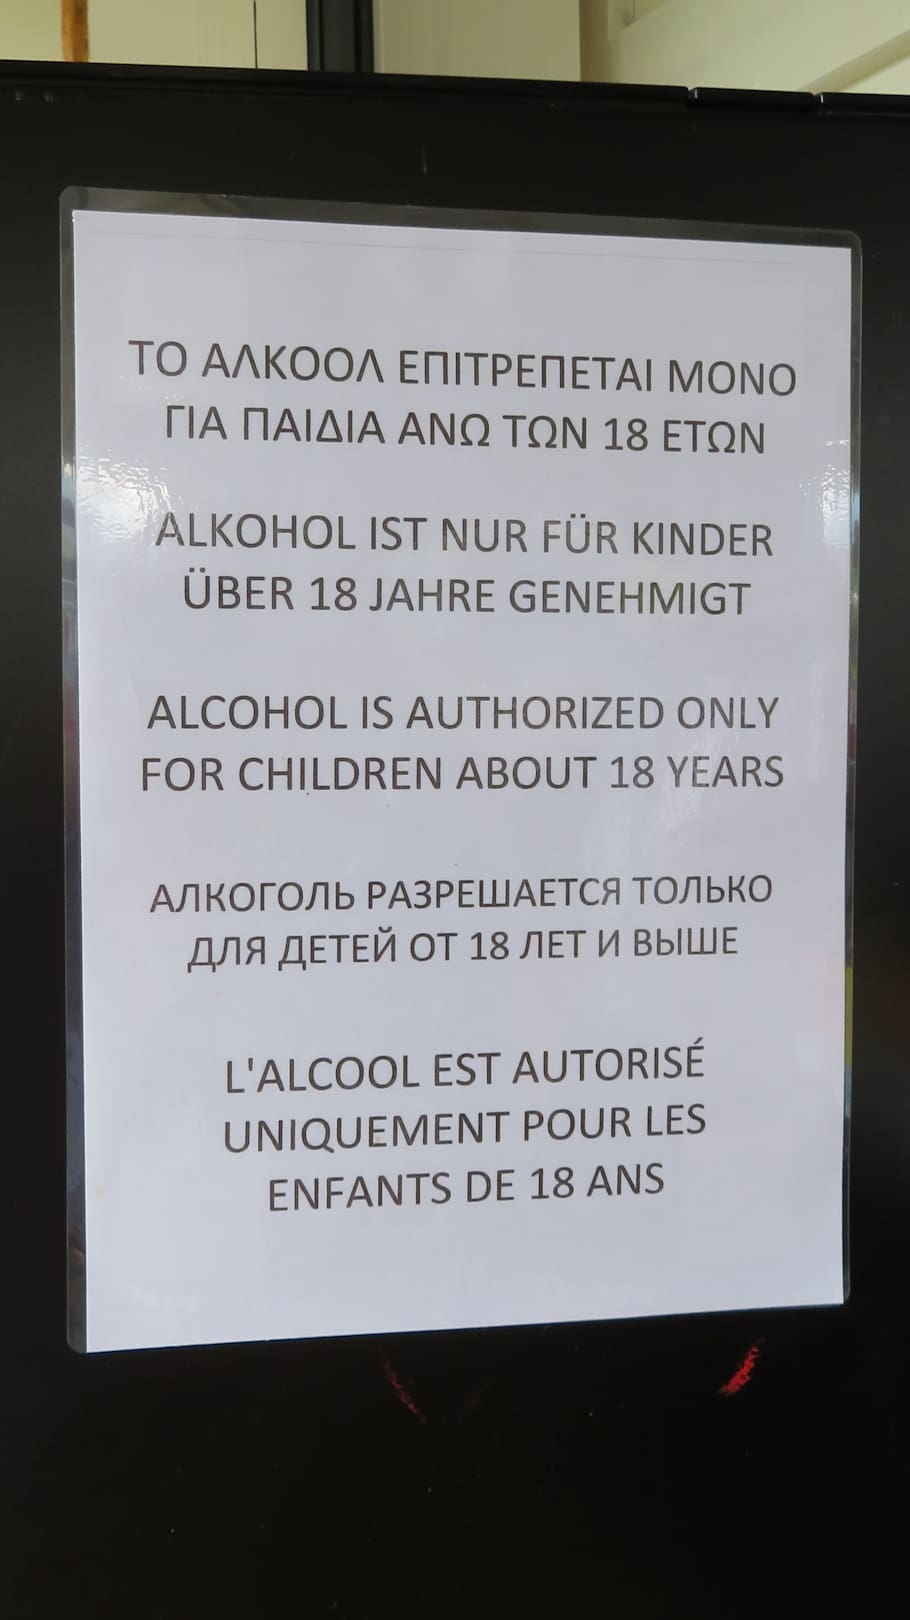 ΤΟ ΑΛΚΟΟΛ ΕΠΙΤΡΕΠΕΤΑΙ ΜΟΝΟ
ΓΙΑ ΠΑΙΔΙΑ ΑΝΩ ΤΩΝ 18 ΕΤΩΝ
ALKOHOL IST NUR FÜR KINDER
ÜBER 18 JAHRE GENEHMIGT
ALCOHOL IS AUTHORIZED ONLY
FOR CHILDREN ABOUT 18 YEARS
АЛКОГОЛЬ РАЗРЕШАЕТСЯ ТОЛЬКО
ДЛЯ ДЕТЕЙ ОТ 18 ЛЕТ И ВЫШЕ
L'ALCOOL EST AUTORISÉ
UNIQUEMENT POUR LES
ENFANTS DE 18 ANS